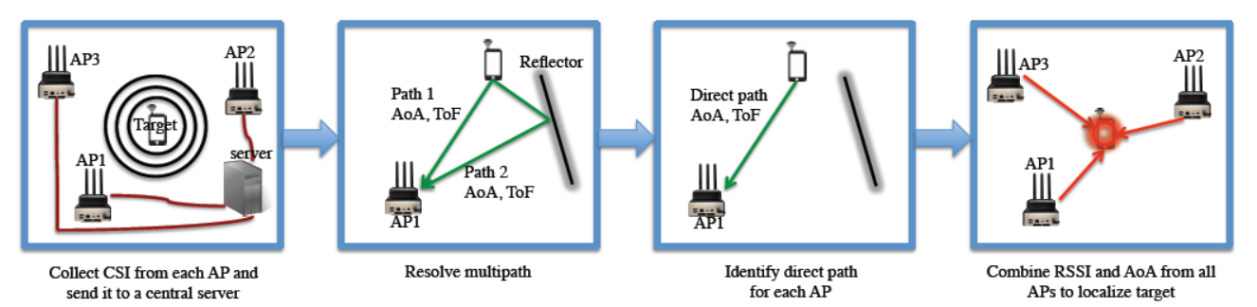 AP3
AP2
Target
AP1
server
Reflector
Path 1
AoA, ToF
Path 2
AoA, ToF
AP1
Direct path
AoA, ToF
AP1
AP3
AP2
AP1
Collect CSI from each AP and
send it to a central server
Resolve multipath
Identify direct path
for each AP
Combine RSSI and AoA from all
APs to localize target